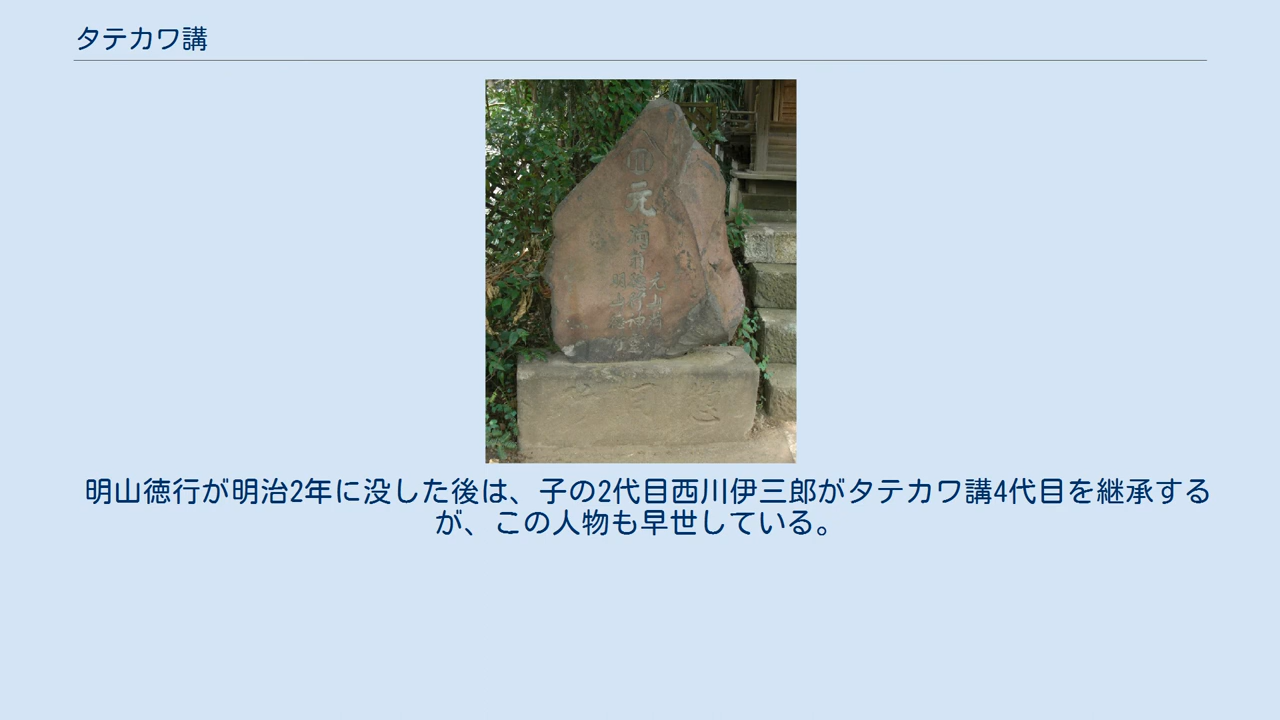 タテカワ講
元
明山徳行が明治2年に没した後は、子の2代目西川伊三郎がタテカワ講4代目を継承する
が、この人物も早世している。